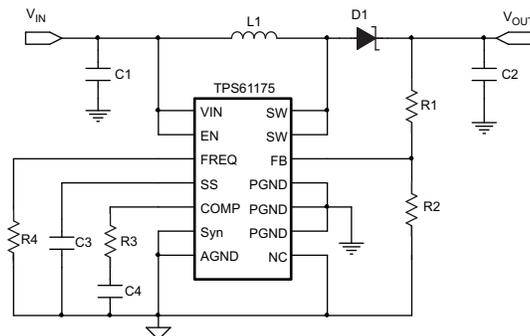 VIN
L1
D1
VOUT
C1
C2
TPS61175
VIN
SW
R1
EN
SW
FREQ
FB
SS
PGND
COMP
PGND
R2
R4
C3
R3
Syn
PGND
C4
AGND
NC